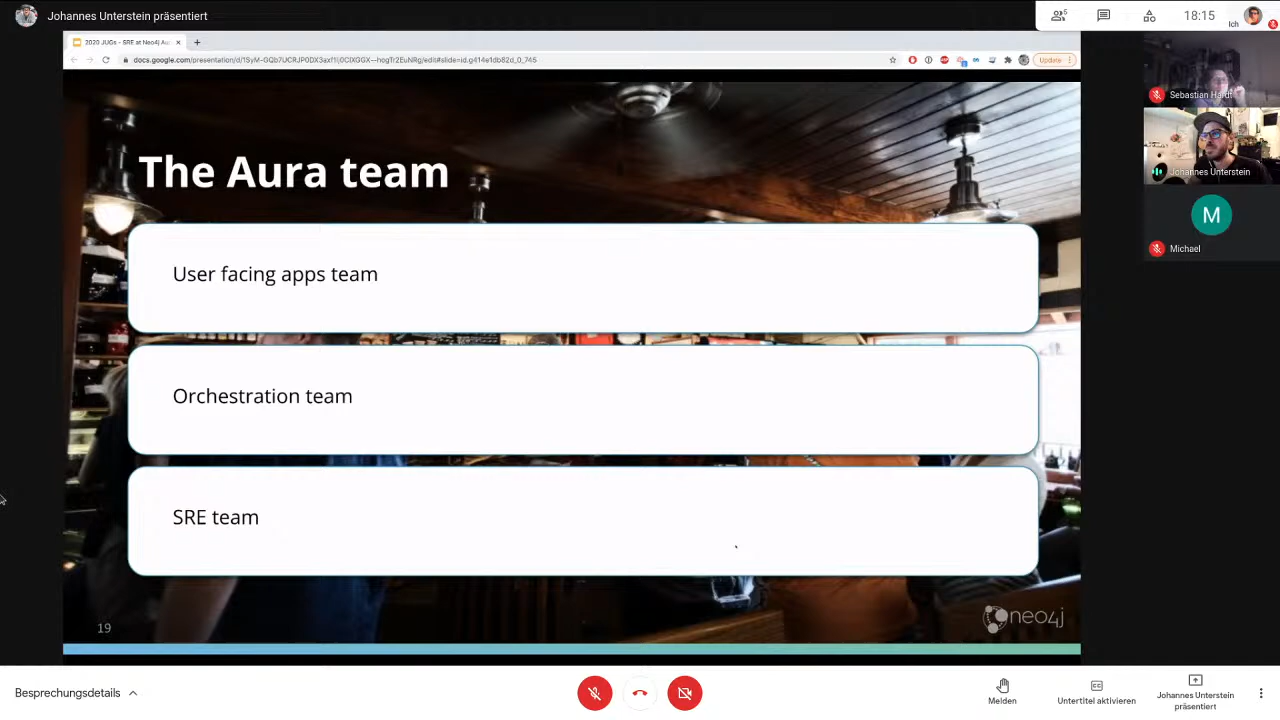 Johannes Unterstein präsentiert
5
18:15
Ich
2020 JUGs - SRE at Neo4j Au
Update
Sebastian Hardt
Johannes Unterstein
M
Michael
The Aura team
User facing apps team
Orchestration team
SRE team
19
neo4j
Besprechungsdetails
Melden
Untertitel aktivieren
Johannes Unterstein
präsentiert